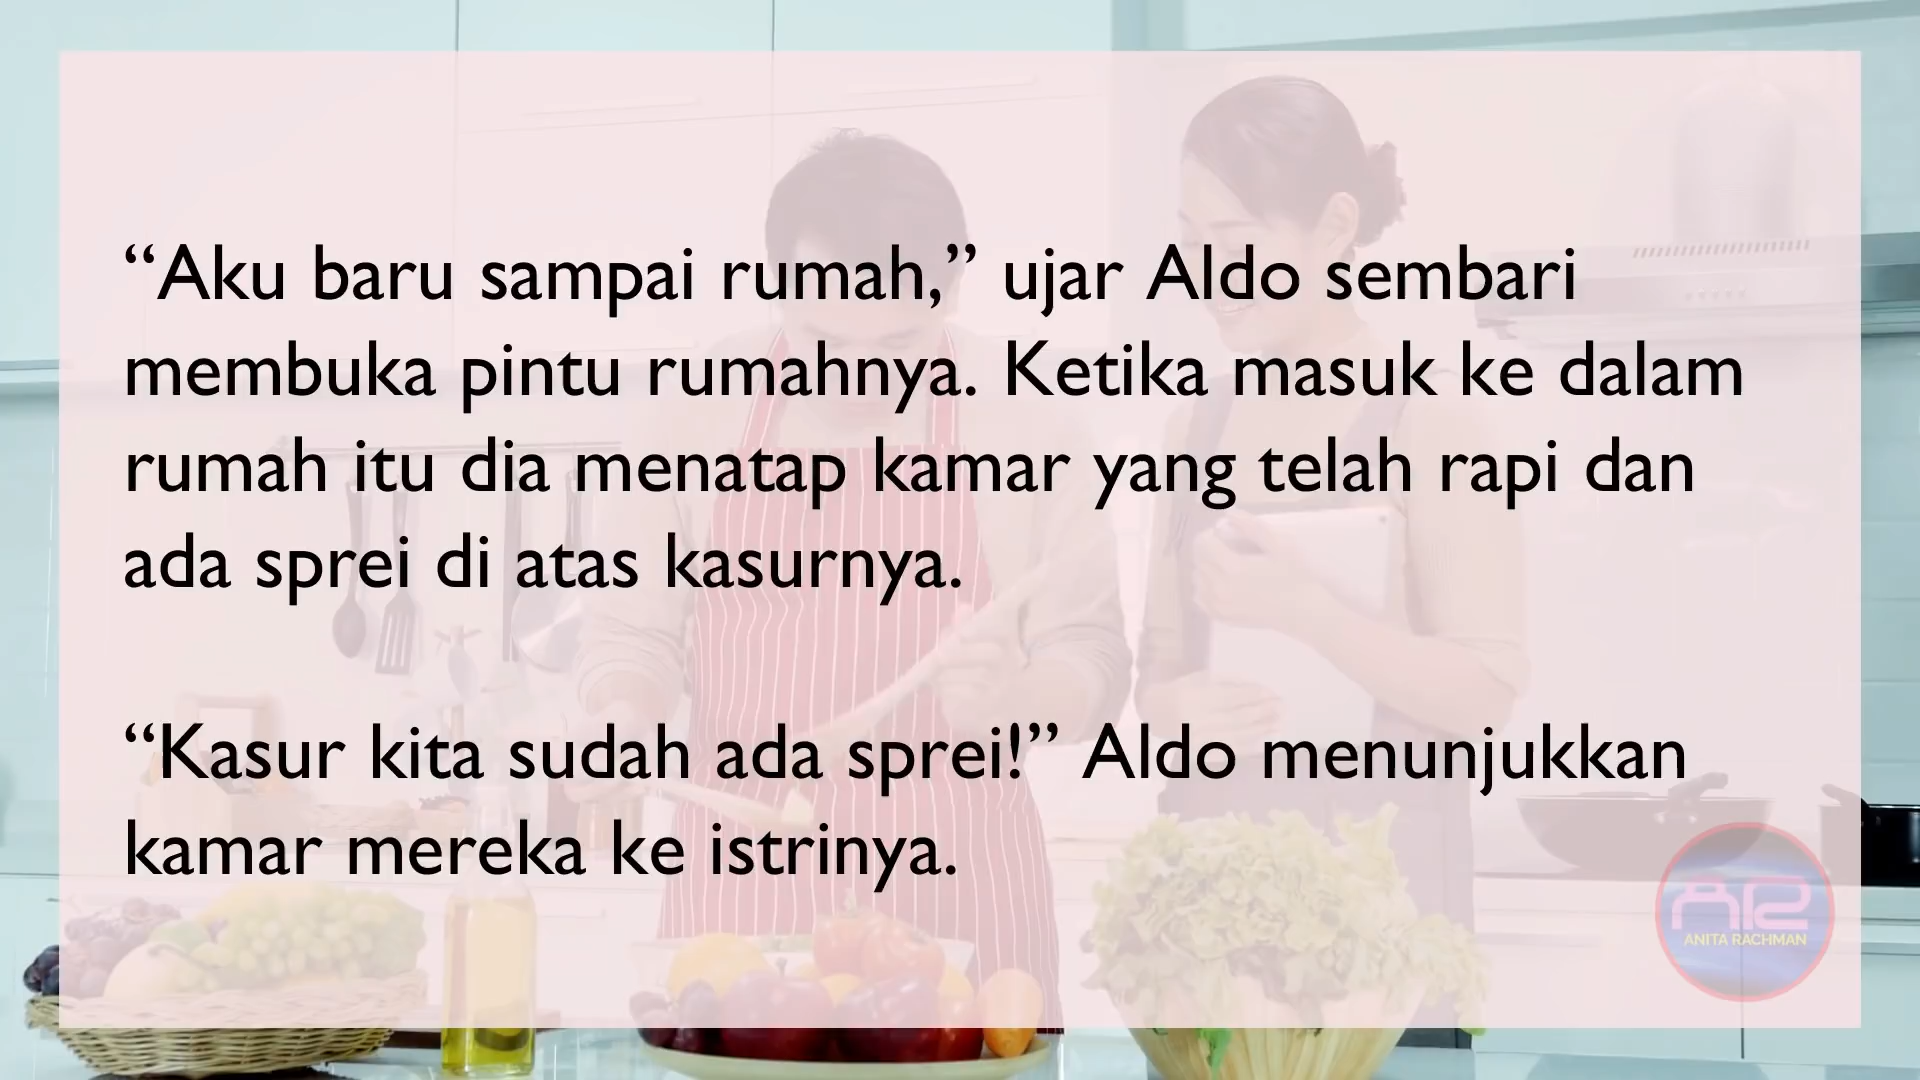 “Aku baru sampai rumah,” ujar Aldo sembari
membuka pintu rumahnya. Ketika masuk ke dalam
rumah itu dia menatap kamar yang telah rapi dan
ada sprei di atas kasurnya.
“Kasur kita sudah ada sprei!” Aldo menunjukkan
kamar mereka ke istrinya.
AR
ANITA RACHMAN